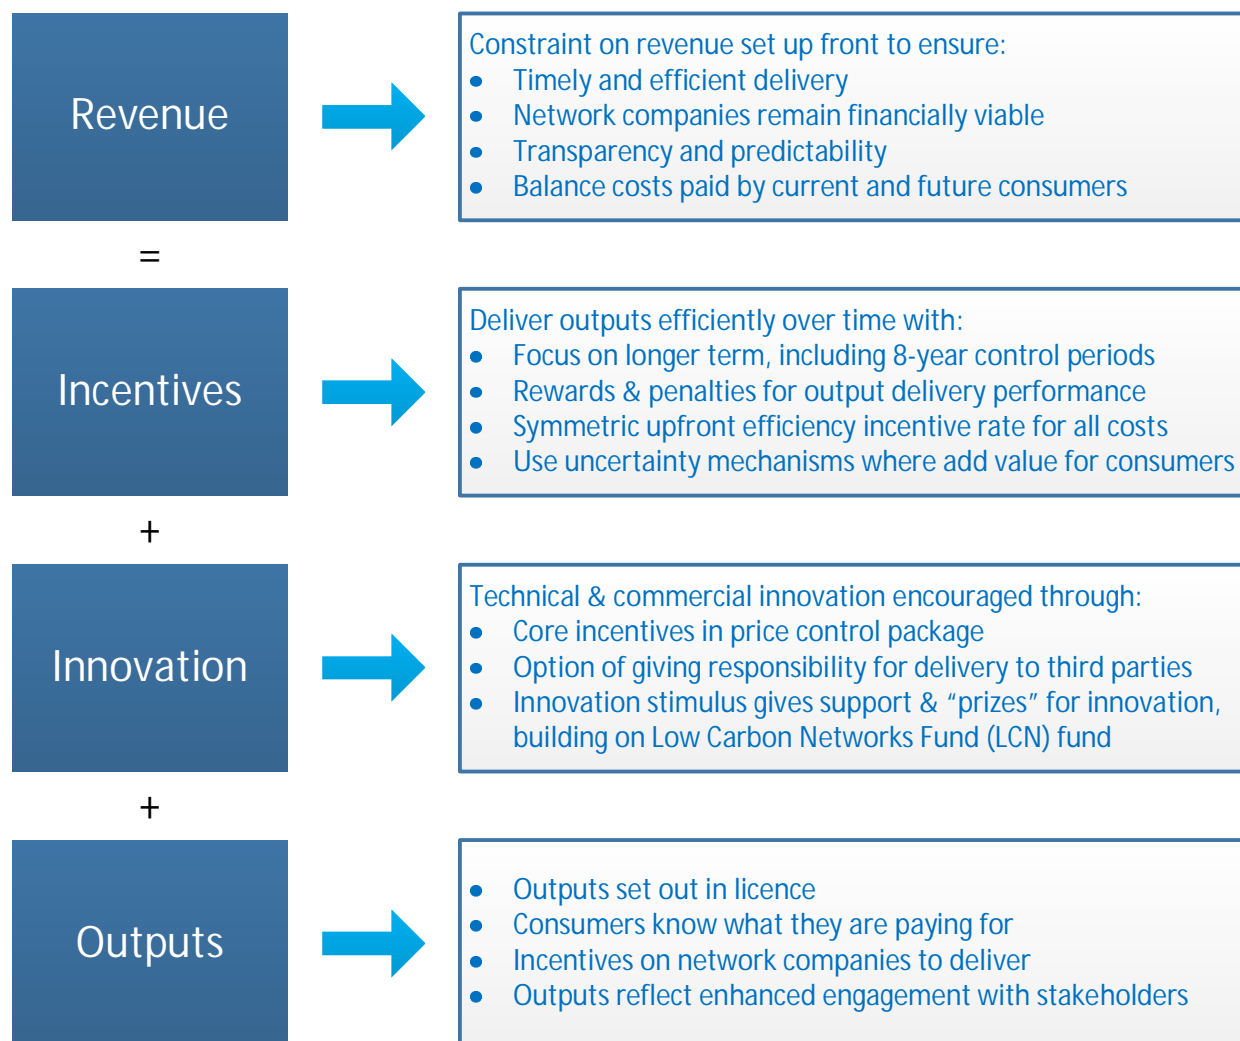 Revenue
Constraint on revenue set up front to ensure:
● Timely and efficient delivery
● Network companies remain financially viable
● Transparency and predictability
● Balance costs paid by current and future consumers
=
Incentives
Deliver outputs efficiently over time with:
● Focus on longer term, including 8-year control periods
● Rewards & penalties for output delivery performance
● Symmetric upfront efficiency incentive rate for all costs
● Use uncertainty mechanisms where add value for consumers
+
Innovation
Technical & commercial innovation encouraged through:
● Core incentives in price control package
● Option of giving responsibility for delivery to third parties
● Innovation stimulus gives support & “prizes” for innovation,
building on Low Carbon Networks Fund (LCN) fund
+
Outputs
● Outputs set out in licence
● Consumers know what they are paying for
● Incentives on network companies to deliver
● Outputs reflect enhanced engagement with stakeholders